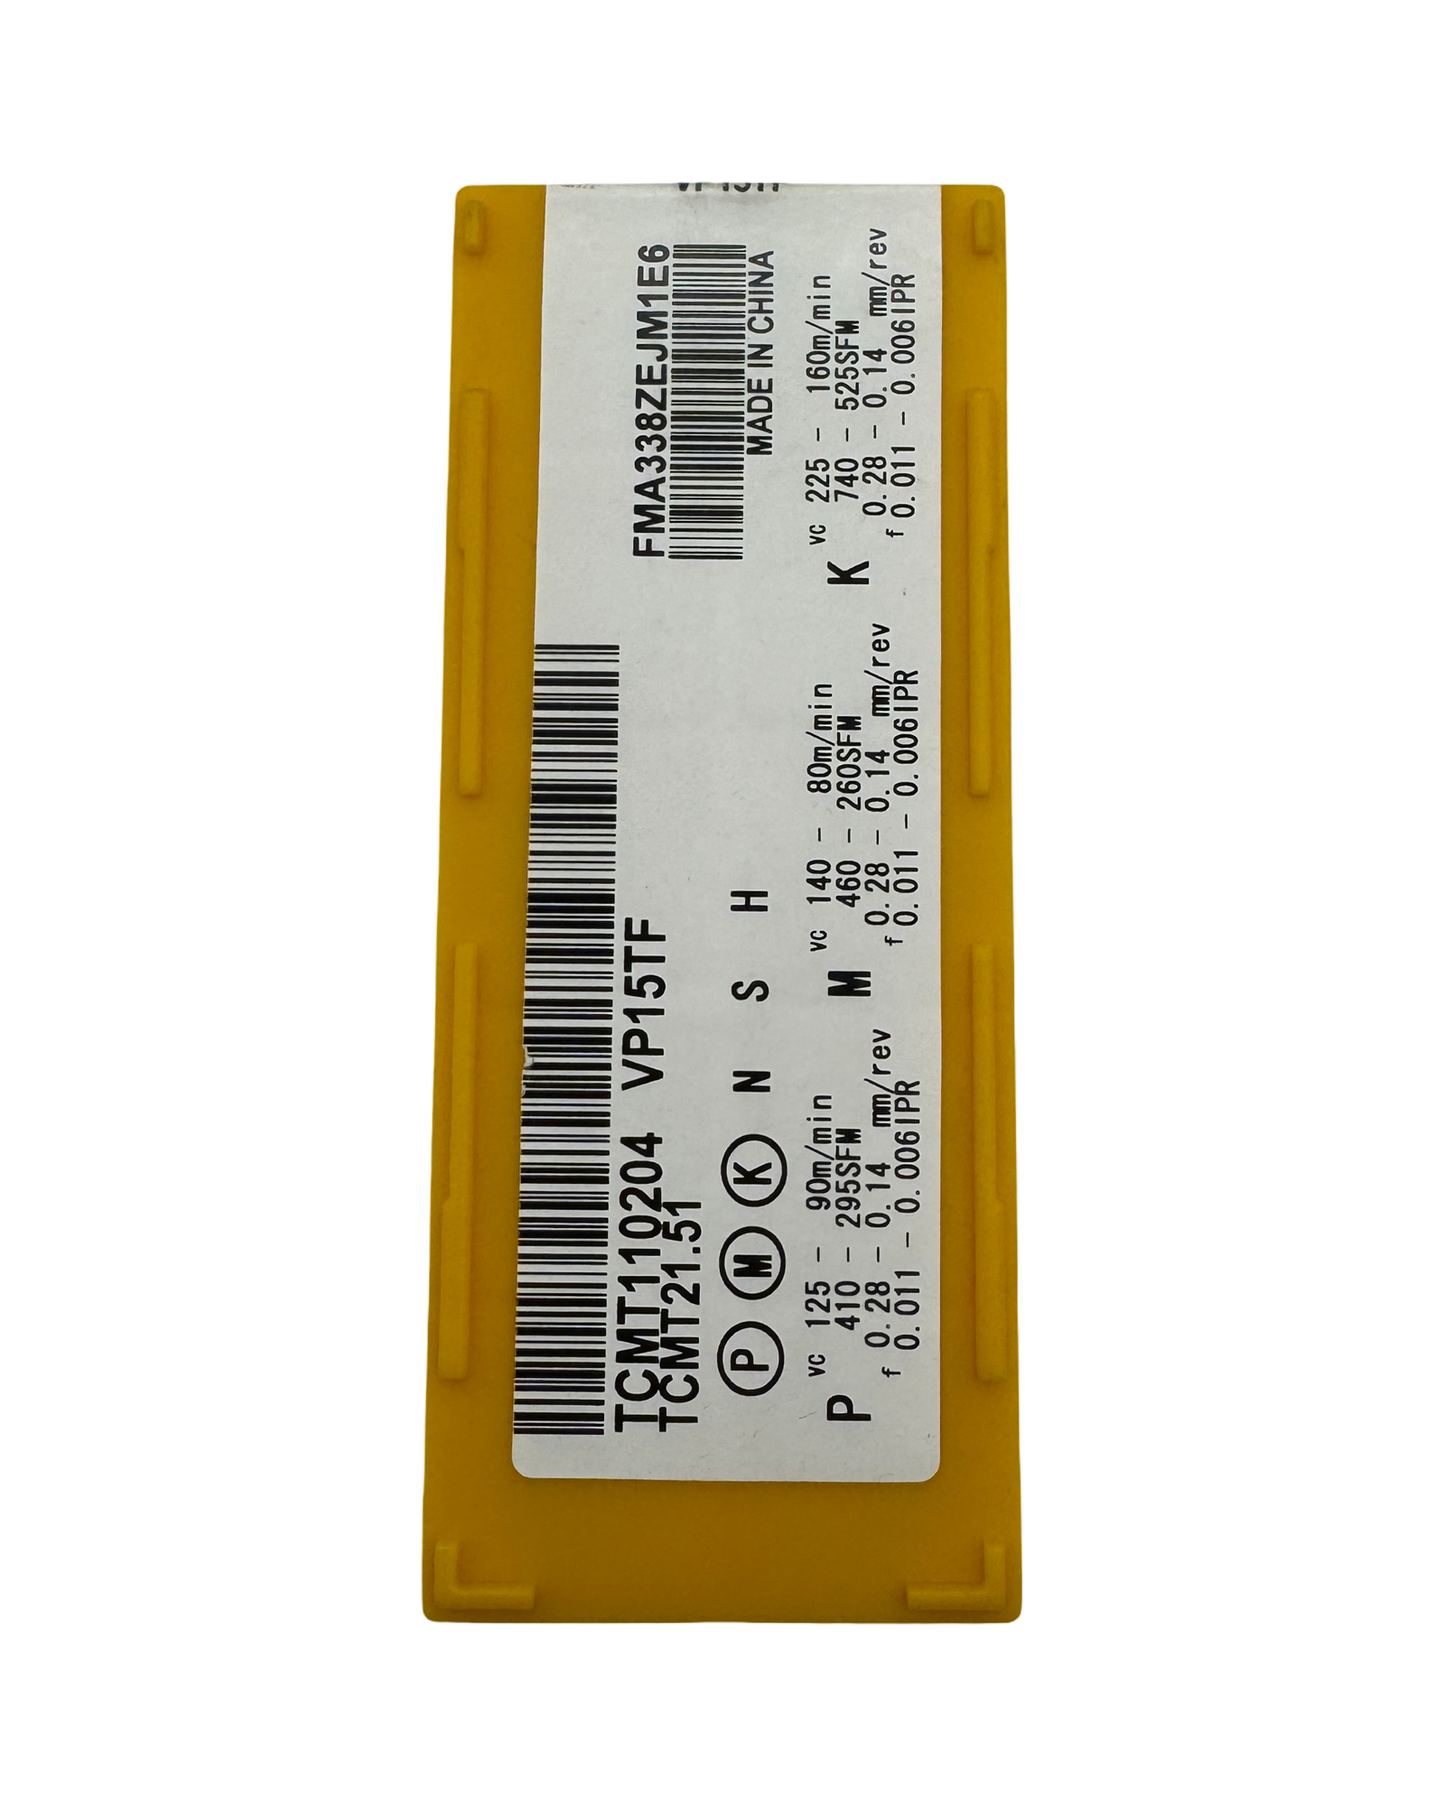 VP15TF
FMA338ZEJM1E6
MADE IN CHINA
TCMT110204 VP15TF
TCMT21.51
P M K N S H
P
vc 125 - 90m/min
410 - 295SFM
0.28 - 0.14 mm/rev
f 0.011 - 0.006IPR
M
vc 140 - 80m/min
460 - 260SFM
0.28 - 0.14 mm/rev
f 0.011 - 0.006IPR
K
vc 225 - 160m/min
740 - 525SFM
0.28 - 0.14 mm/rev
f 0.011 - 0.006IPR